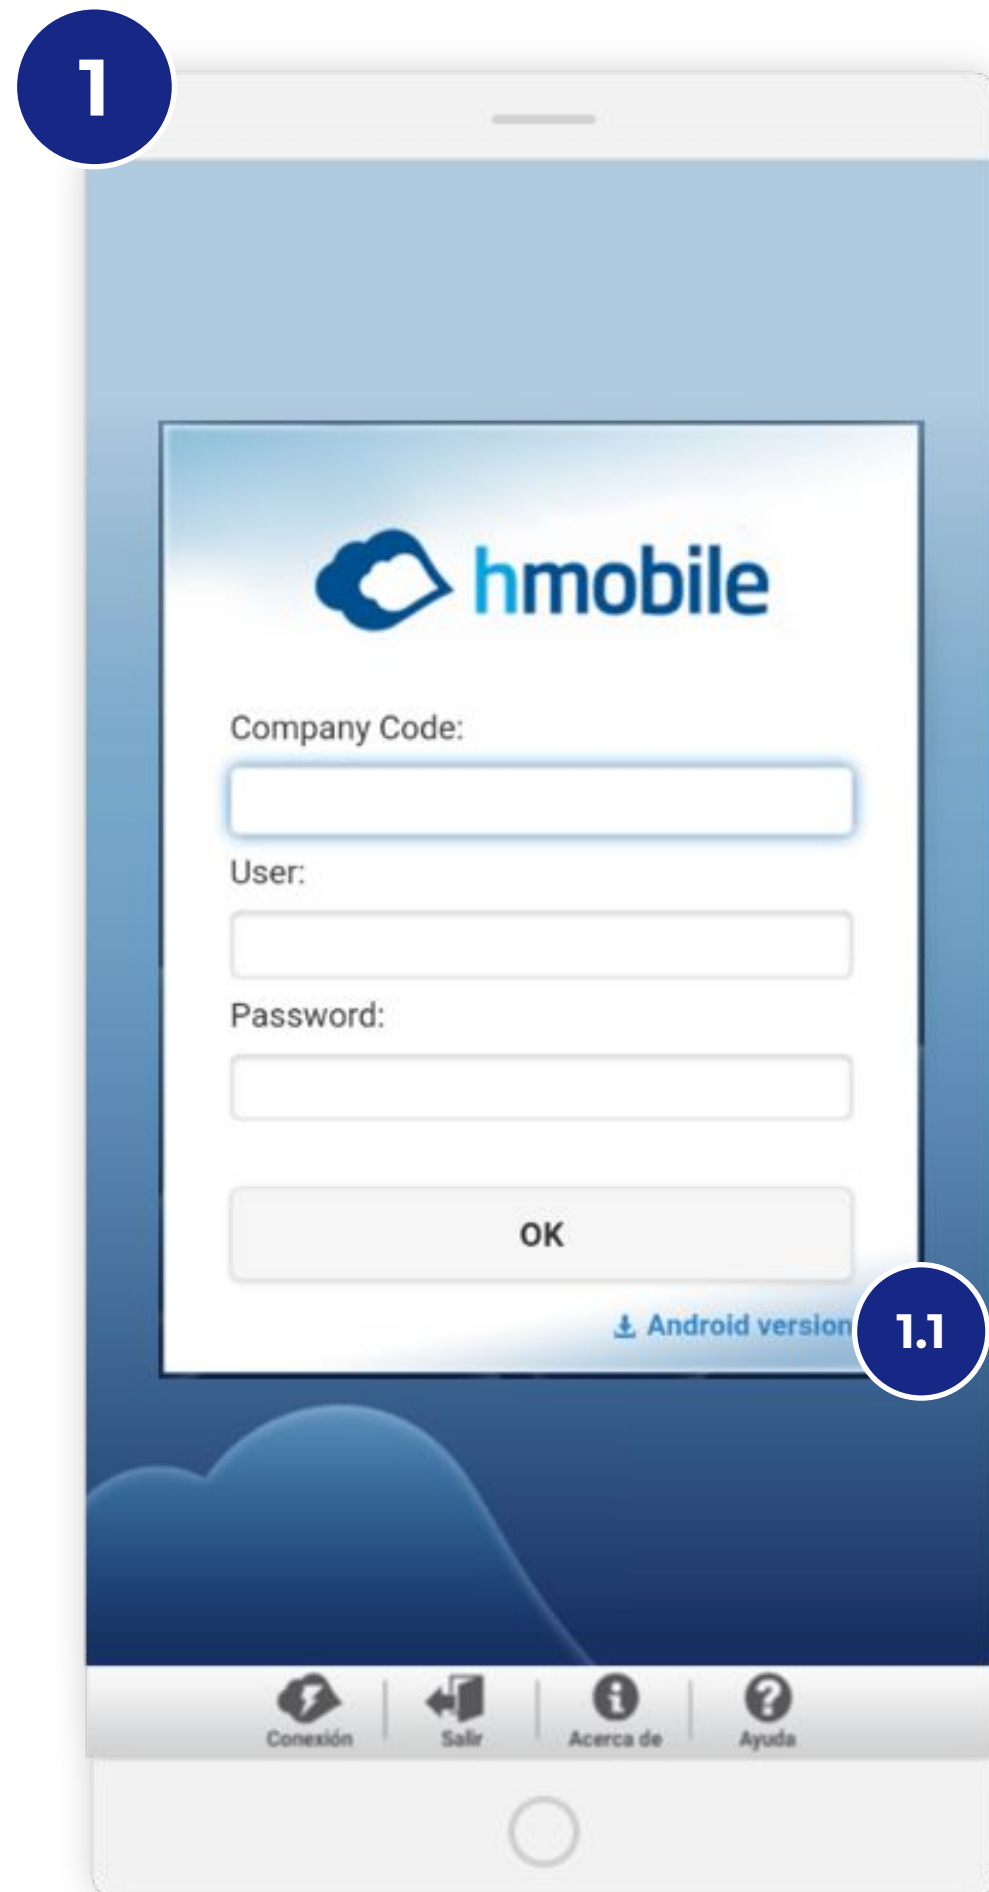 1
hmobile
Company Code:
User:
Password:
OK
Android version
1.1
Conexión
Salir
Acerca de
Ayuda